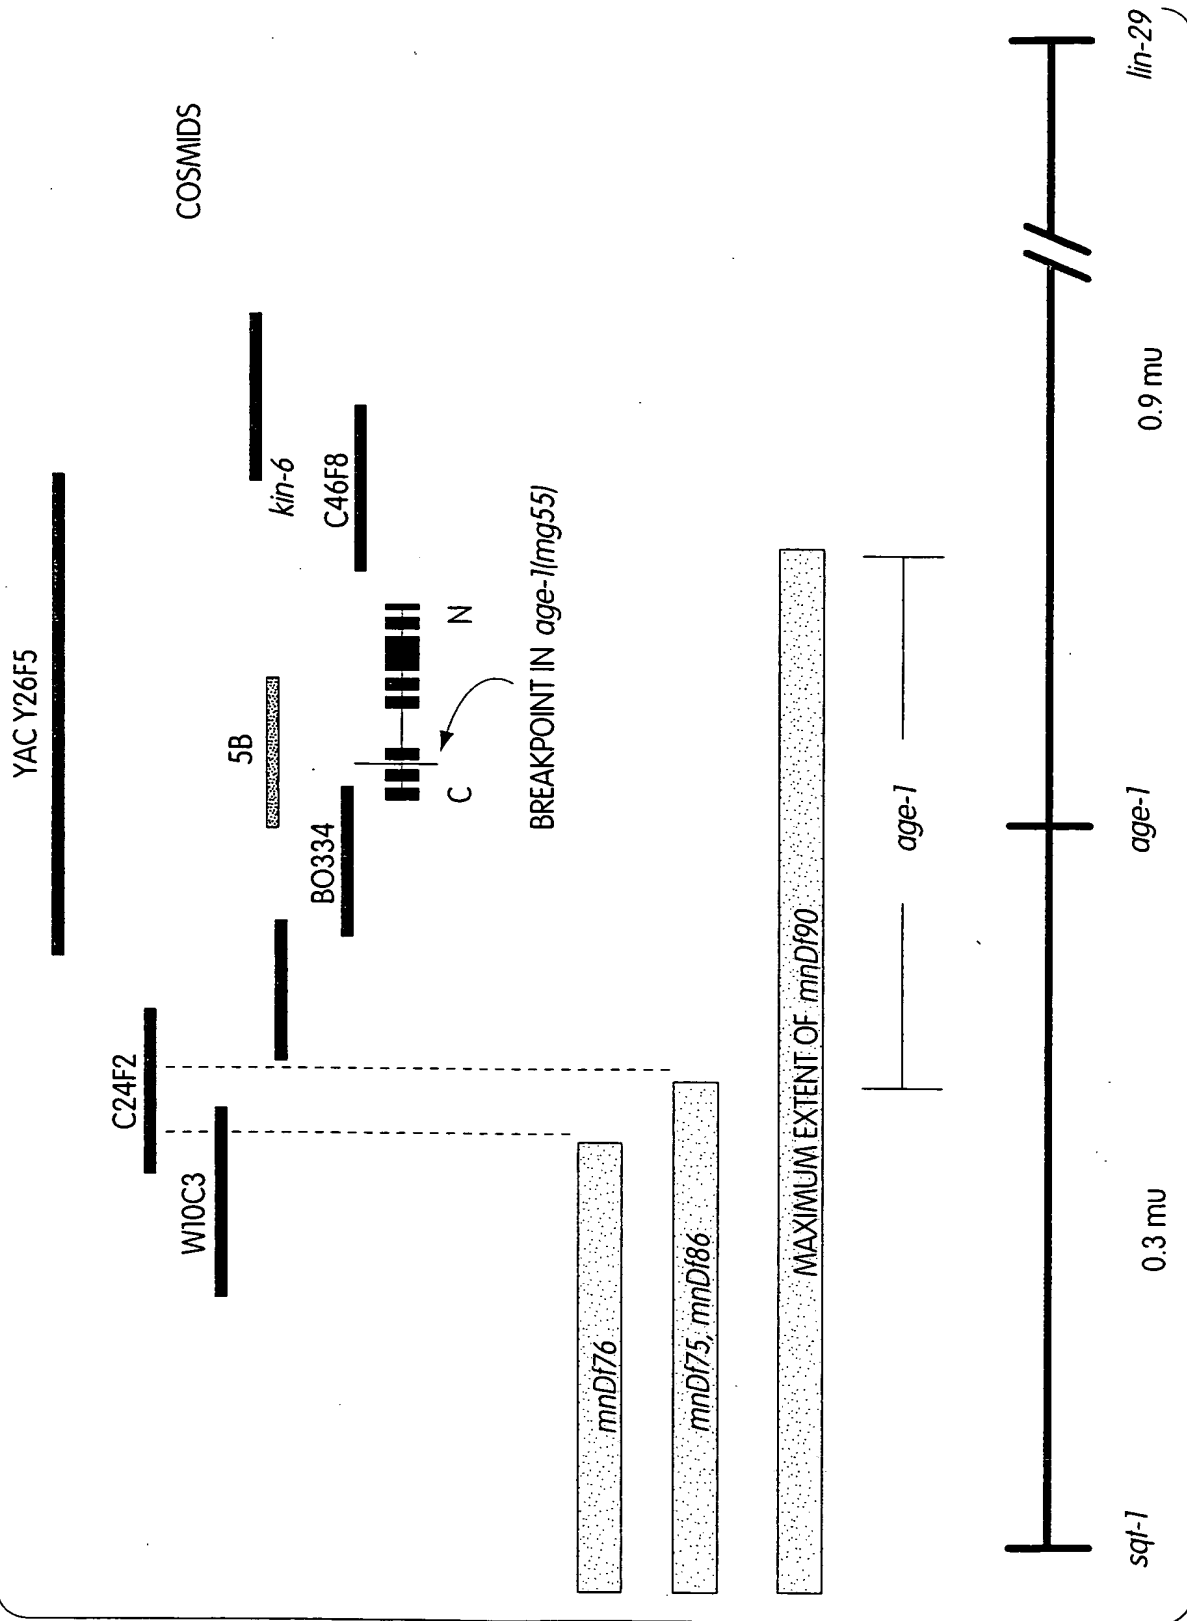 YAC Y26F5
COSMIDS
C24F2
W10C3
5B
kin-6
BO334
C46F8
C
N
BREAKPOINT IN age-1(mg55)
mnDf76
mnDf75, mnDf86
MAXIMUM EXTENT OF mnDf90
age-1
0.3 mu
0.9 mu
sqt-1
age-1
lin-29